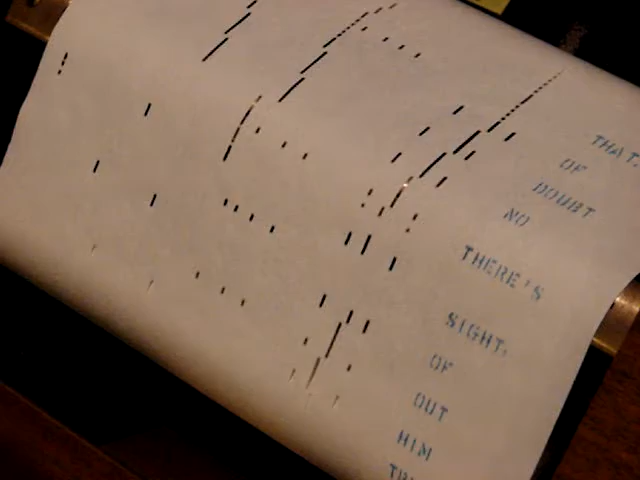 THAT.
OF
DOUBT
NO
THERE'S
SIGHT,
OF
OUT
HIM